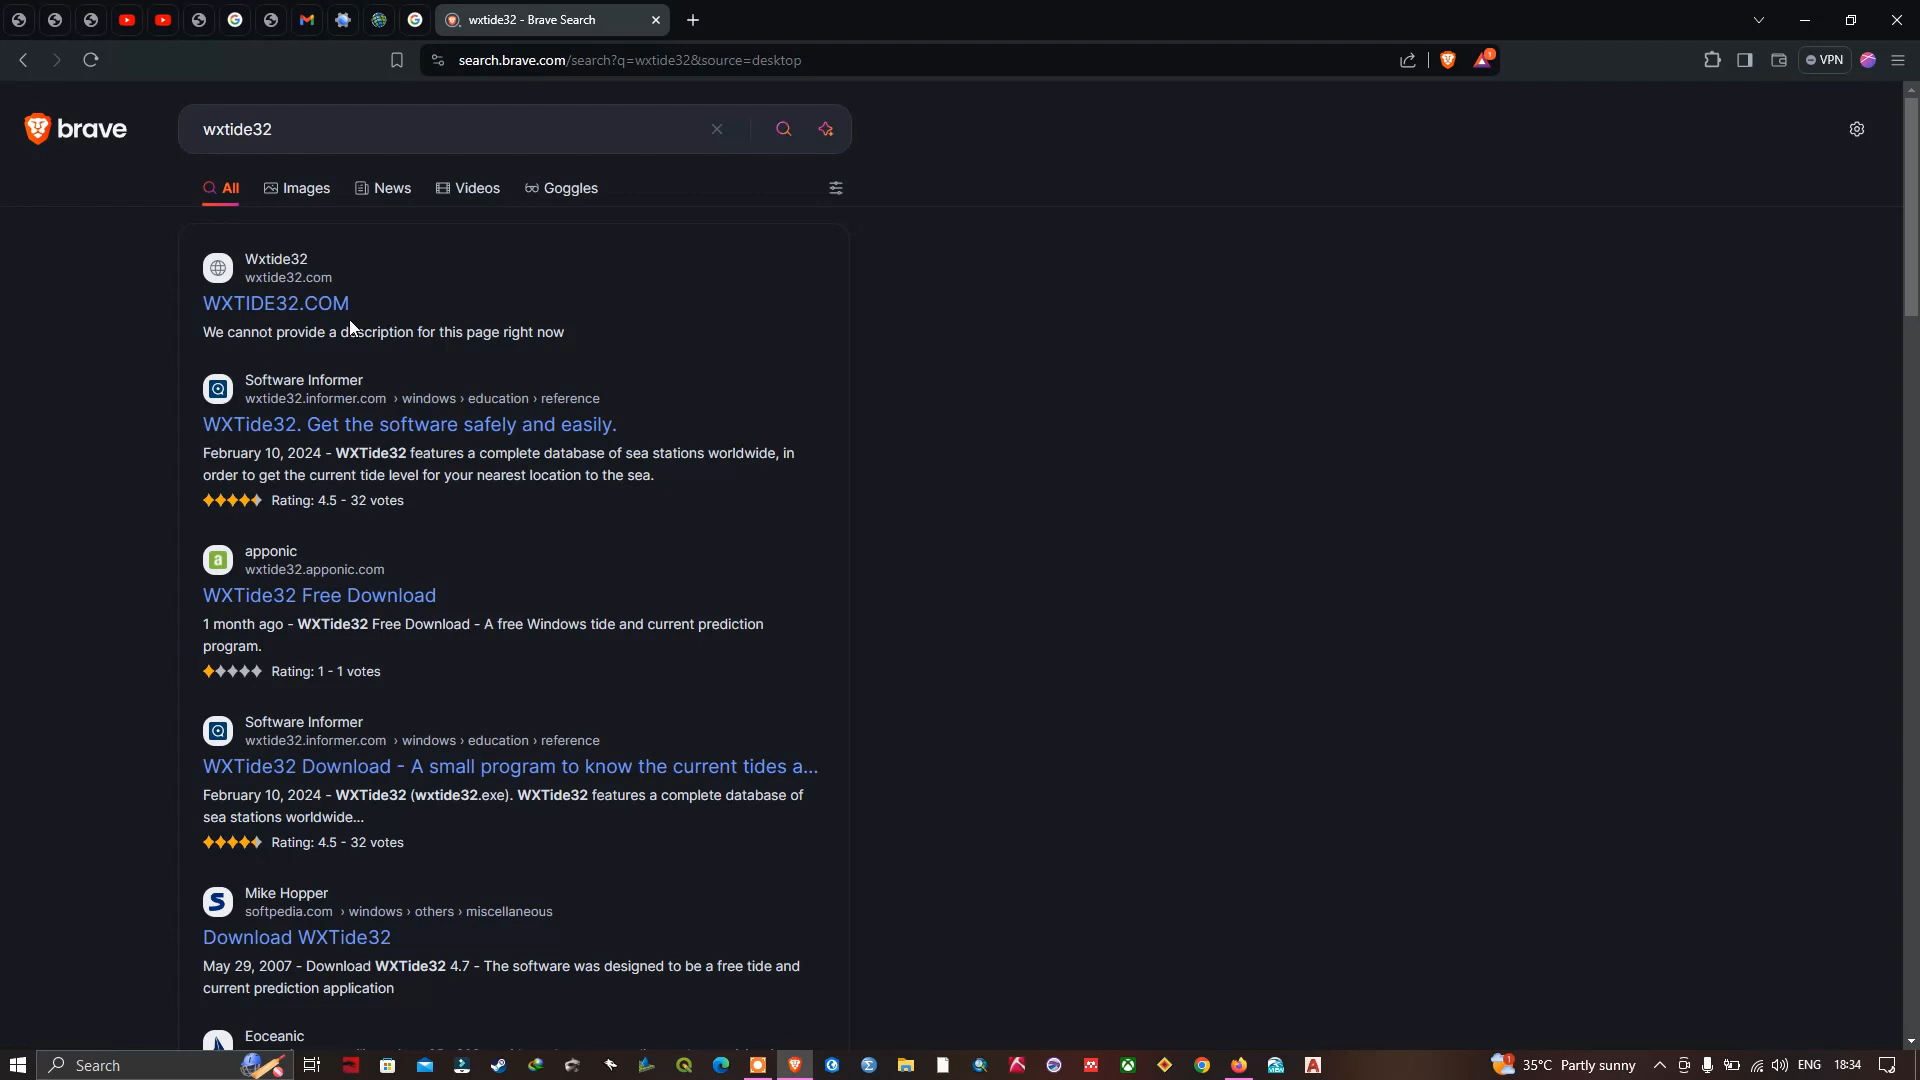 wxtide32 - Brave Search
search.brave.com/search?q=wxtide32&source=desktop
1
VPN
brave
wxtide32
All
Images
News
Videos
Goggles
Wxtide32
wxtide32.com
WXTIDE32.COM
We cannot provide a description for this page right now
Software Informer
wxtide32.informer.com › windows › education › reference
WXTide32. Get the software safely and easily.
February 10, 2024 - WXTide32 features a complete database of sea stations worldwide, in
order to get the current tide level for your nearest location to the sea.
Rating: 4.5 - 32 votes
a
apponic
wxtide32.apponic.com
WXTide32 Free Download
1 month ago - WXTide32 Free Download - A free Windows tide and current prediction
program.
Rating: 1 - 1 votes
Software Informer
wxtide32.informer.com › windows › education › reference
WXTide32 Download - A small program to know the current tides a...
February 10, 2024 - WXTide32 (wxtide32.exe). WXTide32 features a complete database of
sea stations worldwide...
Rating: 4.5 - 32 votes
S
Mike Hopper
softpedia.com › windows › others › miscellaneous
Download WXTide32
May 29, 2007 - Download WXTide32 4.7 - The software was designed to be a free tide and
current prediction application
Eoceanic
Search
1
35°C Partly sunny
ENG
18:34